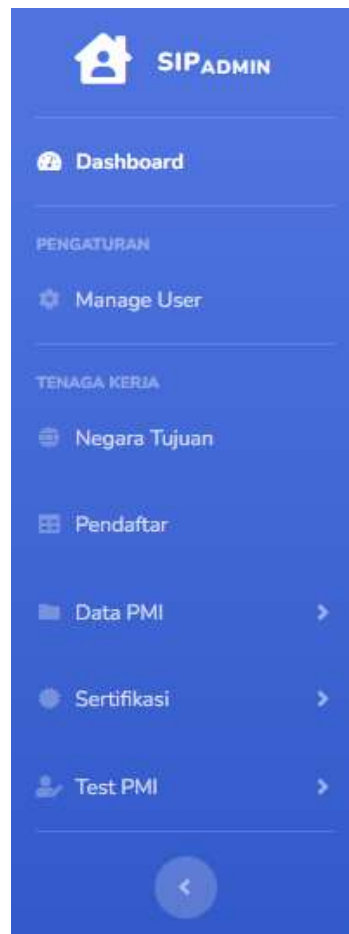 SIPADMIN
Dashboard
PENGATURAN
Manage User
TENAGA KERJA
Negara Tujuan
Pendaftar
Data PMI
Sertifikasi
Test PMI